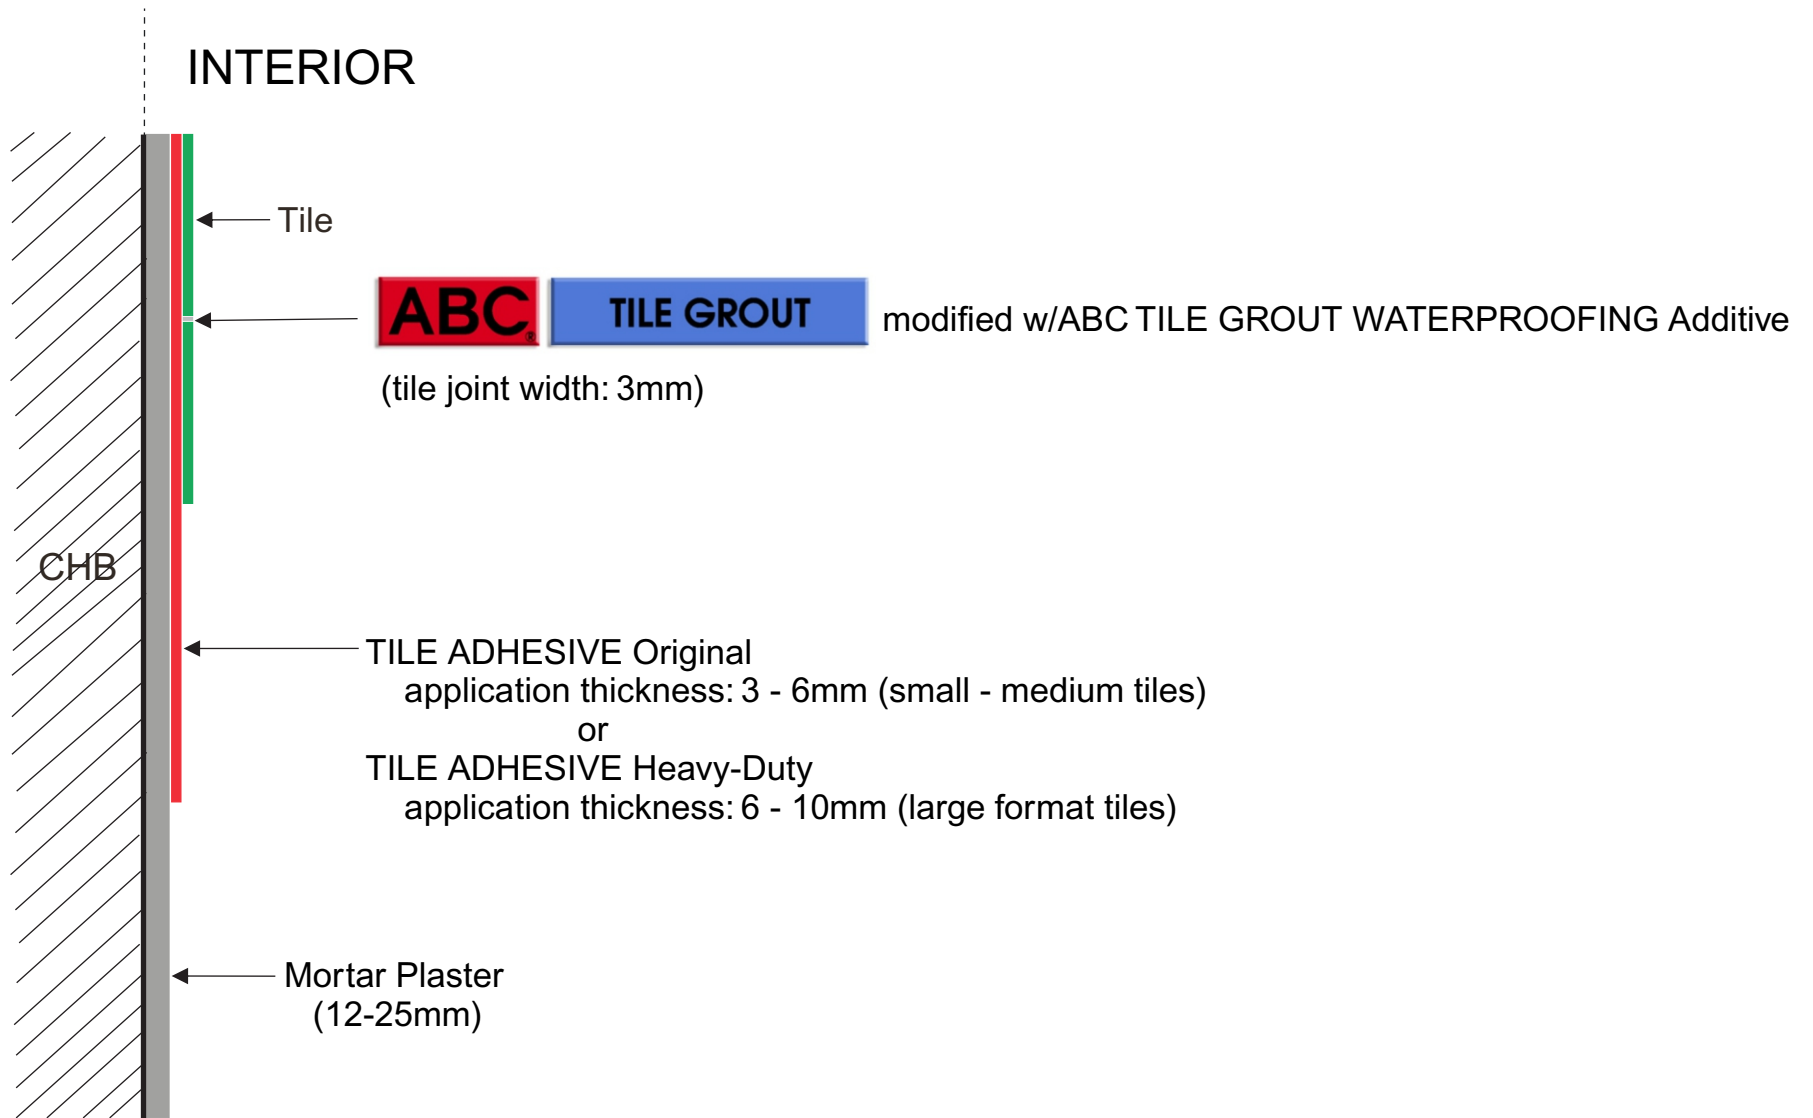 INTERIOR
Tile
ABC® TILE GROUT modified w/ABC TILE GROUT WATERPROOFING Additive
(tile joint width: 3mm)
CHB
TILE ADHESIVE Original
application thickness: 3 - 6mm (small - medium tiles)
or
TILE ADHESIVE Heavy-Duty
application thickness: 6 - 10mm (large format tiles)
Mortar Plaster
(12-25mm)